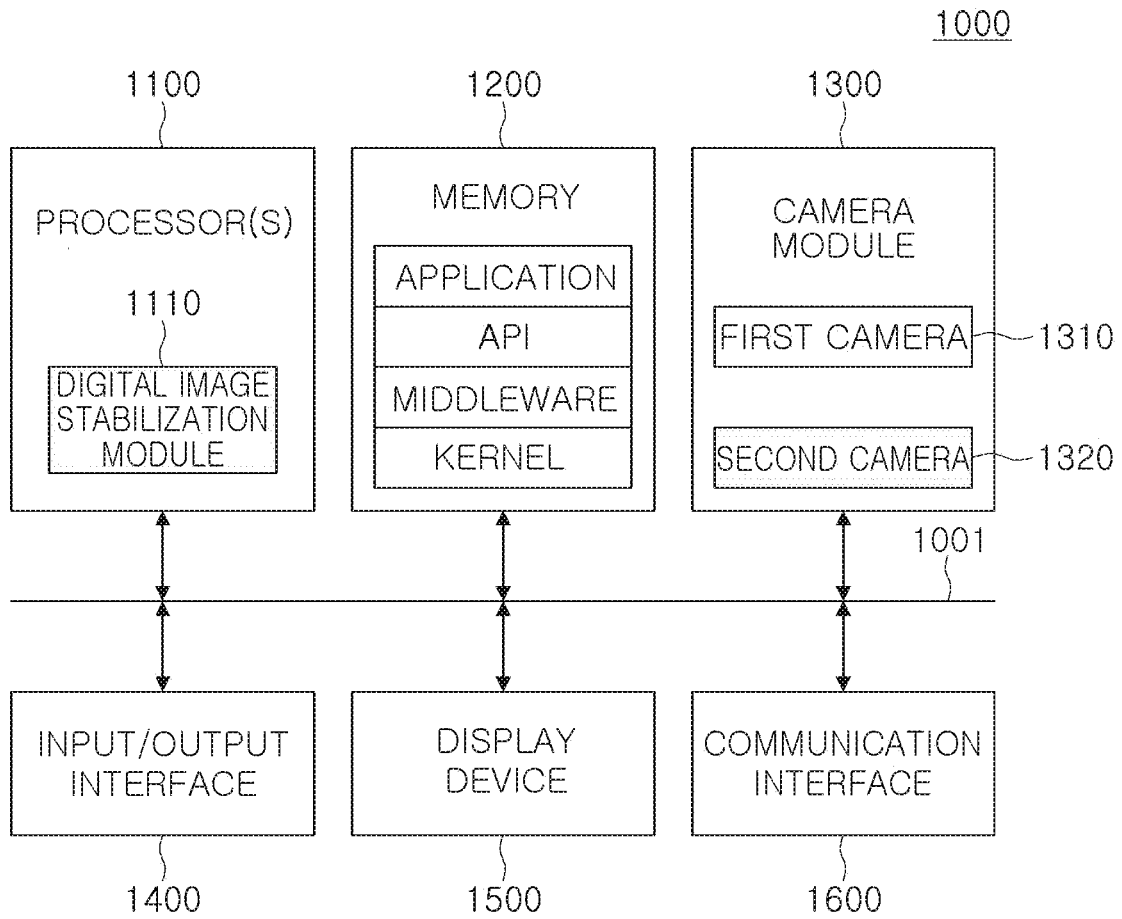 1000
1100
1200
1300
PROCESSOR(S)
1110
DIGITAL IMAGE
STABILIZATION
MODULE
MEMORY
APPLICATION
API
MIDDLEWARE
KERNEL
CAMERA
MODULE
FIRST CAMERA
1310
SECOND CAMERA
1320
1001
INPUT/OUTPUT
INTERFACE
DISPLAY
DEVICE
COMMUNICATION
INTERFACE
1400
1500
1600